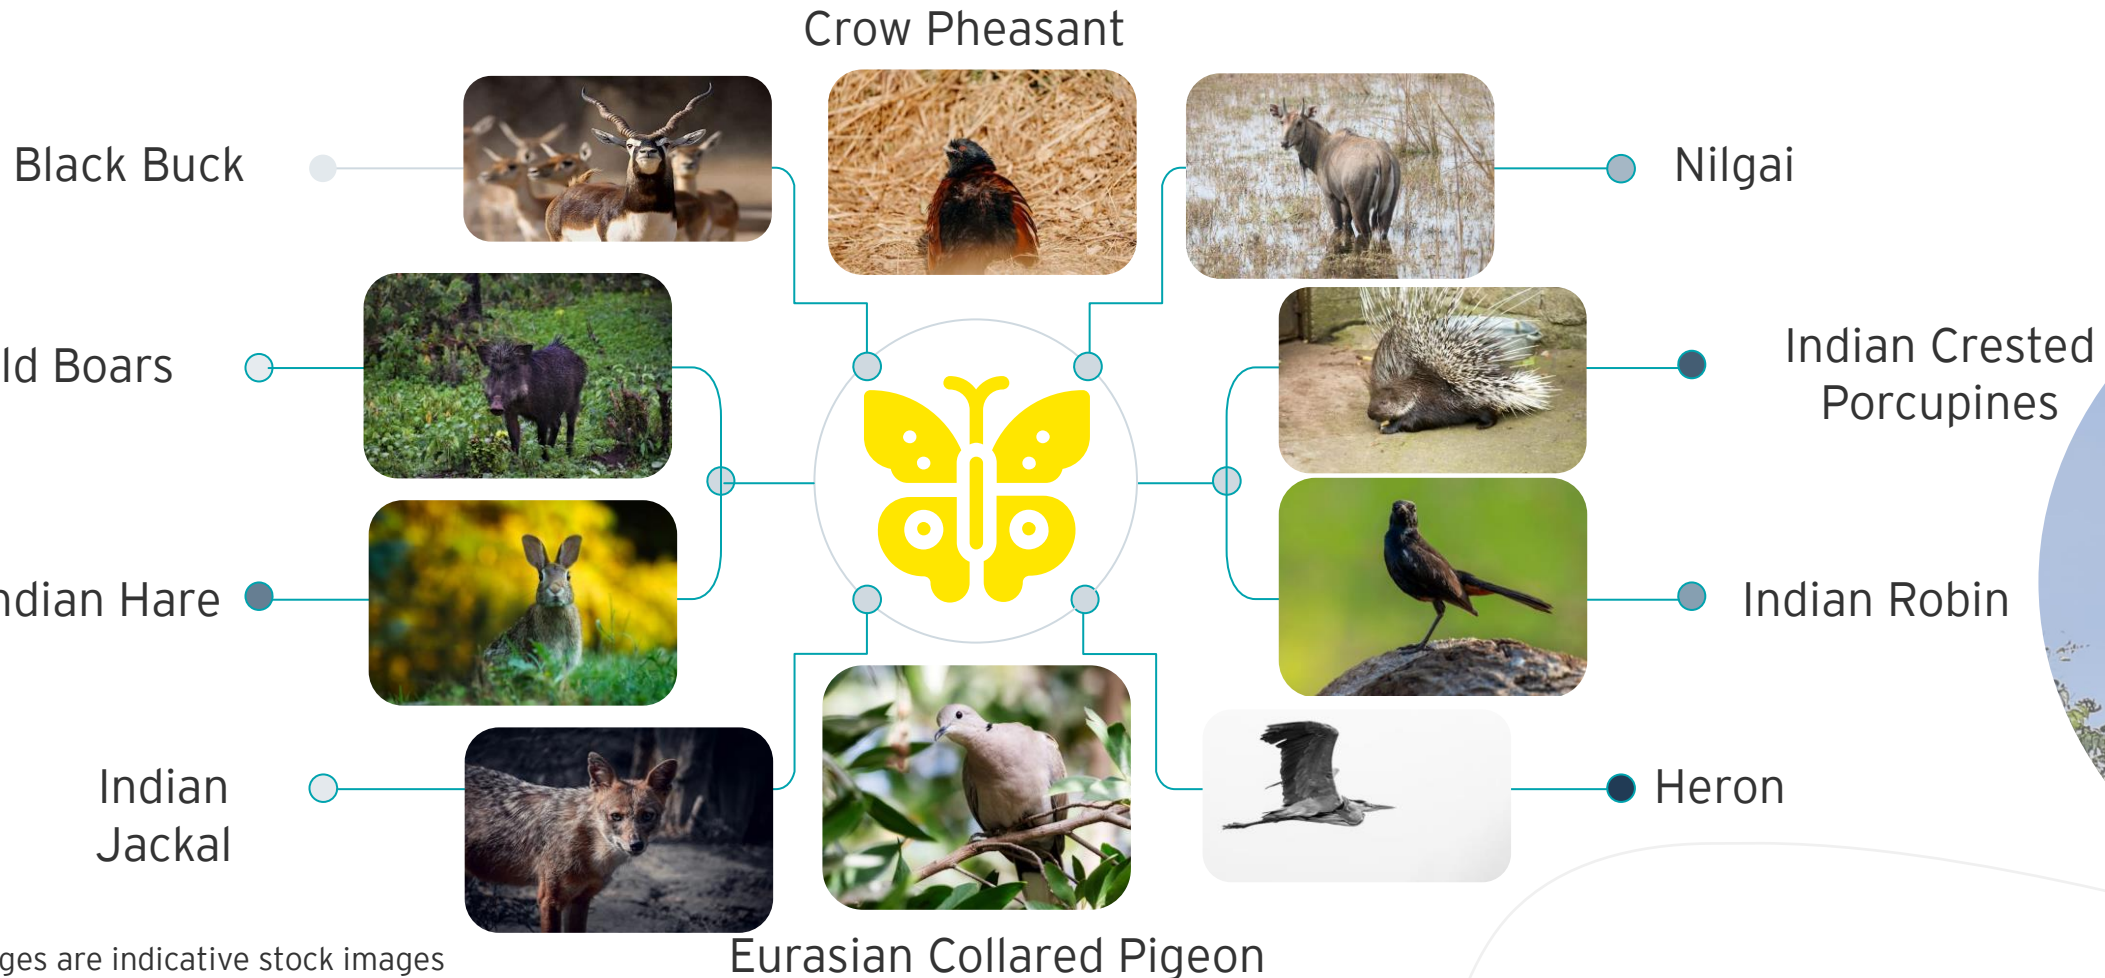 Crow Pheasant
Black Buck
Nilgai
ld Boars
Indian Crested
Porcupines
ndian Hare
Indian Robin
Indian
Jackal
Heron
Eurasian Collared Pigeon
ges are indicative stock images